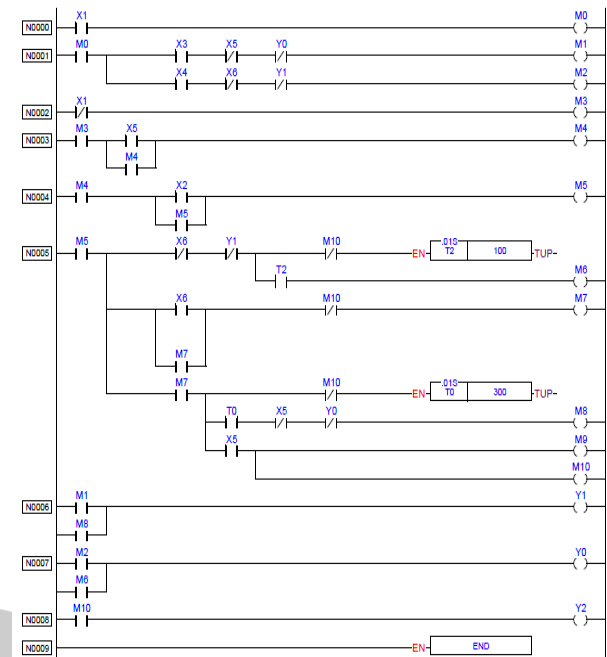 X1 M0
N0000
M0 X3 X5 Y0 M1
N0001
X4 X6 Y1 M2
X1 M3
N0002
M3 X5 M4
N0003
M4
M4 X2 M5
N0004
M5
M5 X6 Y1 M10 .01S
N0005 EN T2 100 TUP
T2 M6
X6 M10 M7
M7
M7 M10 .01S
EN T0 300 TUP
T0 X5 Y0 M8
X5 M9
M10
M1 Y1
N0006
M8
M2 Y0
N0007
M6
M10 Y2
N0008
N0009 EN END